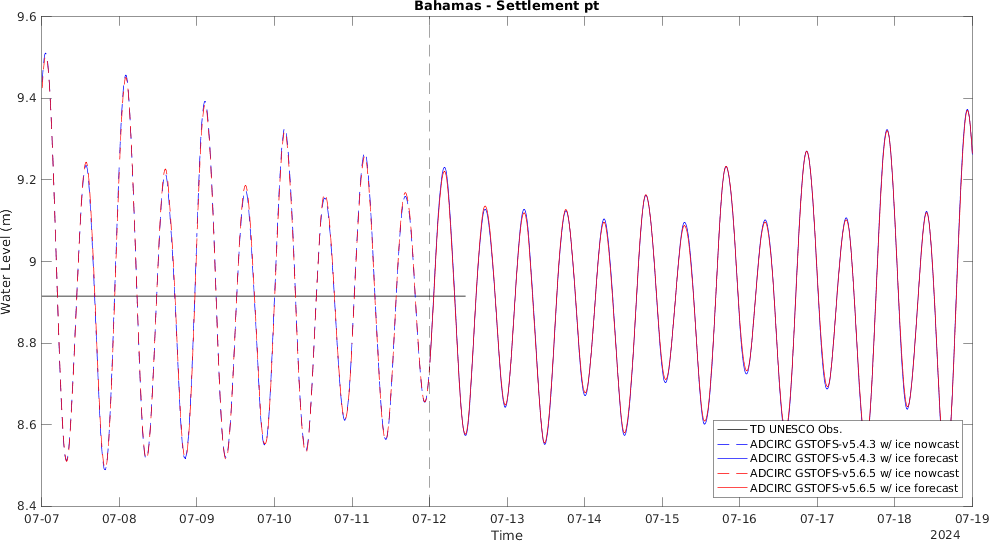 Bahamas - Settlement pt
9.6
9.4
9.2
9
8.8
8.6
8.4
Water Level (m)
TD UNESCO Obs.
ADCIRC GSTOFS-v5.4.3 w/ ice nowcast
ADCIRC GSTOFS-v5.4.3 w/ ice forecast
ADCIRC GSTOFS-v5.6.5 w/ ice nowcast
ADCIRC GSTOFS-v5.6.5 w/ ice forecast
07-07 07-08 07-09 07-10 07-11 07-12 07-13 07-14 07-15 07-16 07-17 07-18 07-19
Time
2024